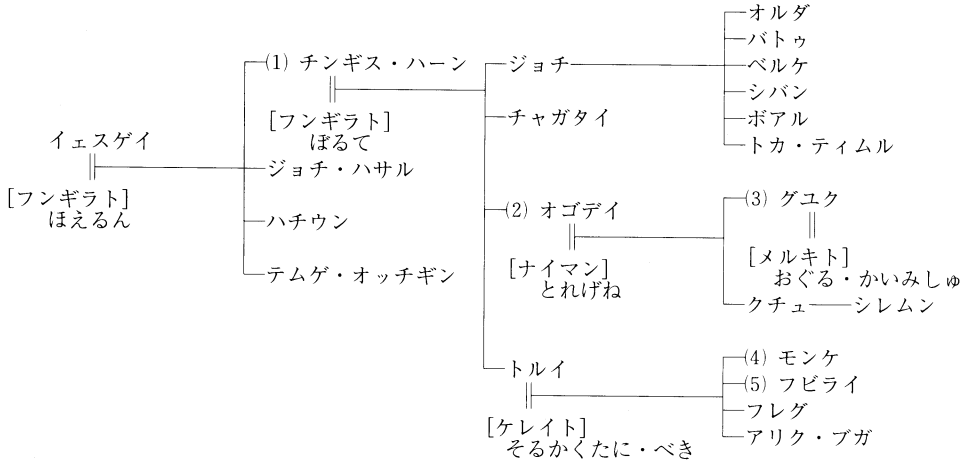 イェスゲイ
[フンギラト]
ほえるん
(1) チンギス・ハーン
[フンギラト]
ぼるて
ジョチ・ハサル
ハチウン
テムゲ・オッチギン
ジョチ
チャガタイ
(2) オゴデイ
[ナイマン]
とれげね
トルイ
[ケレイト]
そるかくたに・べき
オルダ
バトゥ
ベルケ
シバン
ボアル
トカ・ティムル
(3) グユク
[メルキト]
おぐる・かいみしゅ
クチュ
シレムン
(4) モンケ
(5) フビライ
フレグ
アリク・ブガ